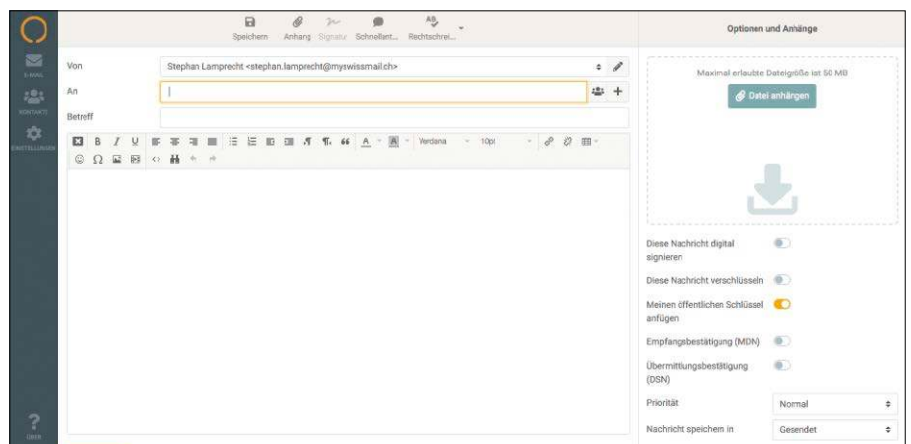 Speichern Anhang Signatur Schnellant... Rechtschrei...
Optionen und Anhänge
E-MAIL
KONTAKTE
EINSTELLUNGEN
ÜBER
Von Stephan Lamprecht <stephan.lamprecht@myswissmail.ch>
An
Betreff
B I U Verdana 10pt
Maximal erlaubte Dateigröße ist 50 MB
Datei anhängen
Diese Nachricht digital
signieren
Diese Nachricht verschlüsseln
Meinen öffentlichen Schlüssel
anfügen
Empfangsbestätigung (MDN)
Übermittlungsbestätigung
(DSN)
Priorität Normal
Nachricht speichern in Gesendet